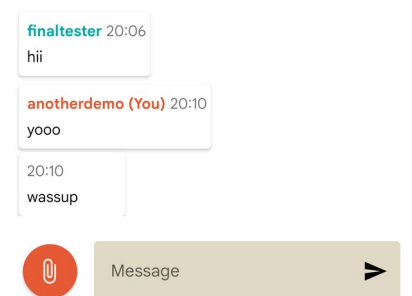 finaltester 20:06
hii
anotherdemo (You) 20:10
yooo
20:10
wassup
Message